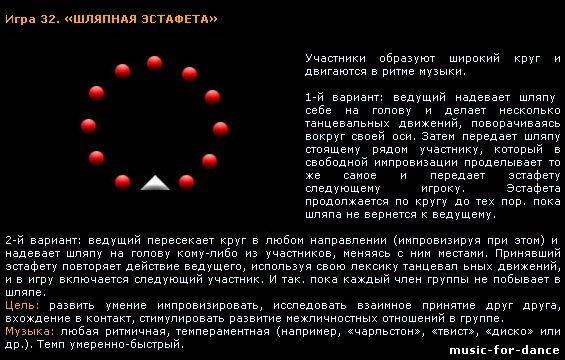 Игра 32. «ШЛЯПНАЯ ЭСТАФЕТА»
Участники образуют широкий круг и
двигаются в ритме музыки.
1-й вариант: ведущий надевает шляпу
себе на голову и делает несколько
танцевальных движений, поворачиваясь
вокруг своей оси. Затем передает шляпу
стоящему рядом участнику, который в
свободной импровизации проделывает то
же самое и передает эстафету
следующему игроку. Эстафета
продолжается по кругу до тех пор. пока
шляпа не вернется к ведущему.
2-й вариант: ведущий пересекает круг в любом направлении (импровизируя при этом) и
надевает шляпу на голову кому-либо из участников, меняясь с ним местами. Принявший
эстафету повторяет действие ведущего, используя свою лексику танцевал ьных движений,
и в игру включается следующий участник. И так. пока каждый член группы не побывает в
шляпе.
Цель: развить умение импровизировать, исследовать взаимное принятие друг друга,
вхождение в контакт, стимулировать развитие межличностных отношений в группе.
Музыка: любая ритмичная, темпераментная (например, «чарльстон», «твист», «диско» или
др.). Темп умеренно-быстрый.
music-for-dance